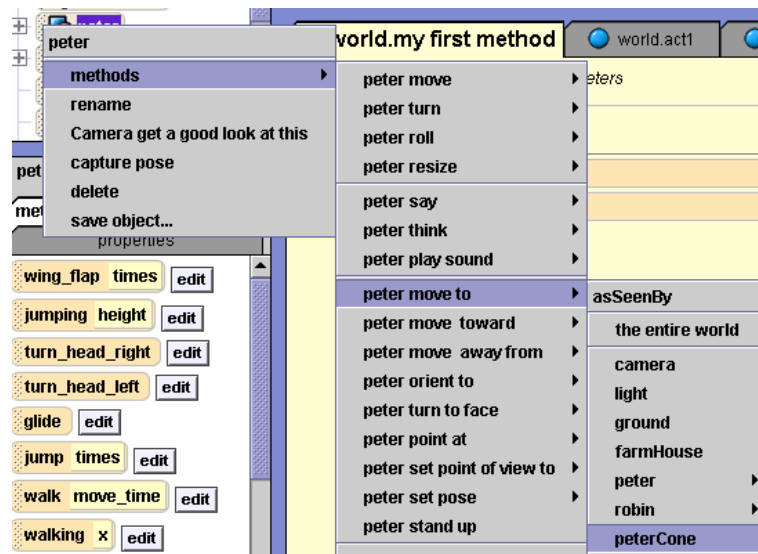 peter
peter
methods
rename
Camera get a good look at this
capture pose
delete
save object...
pet
met
properties
wing_flap times edit
jumping height edit
turn_head_right edit
turn_head_left edit
glide edit
jump times edit
walk move_time edit
walking x edit
world.my first method
world.act1
eters
peter move
peter turn
peter roll
peter resize
peter say
peter think
peter play sound
peter move to
peter move toward
peter move away from
peter orient to
peter turn to face
peter point at
peter set point of view to
peter set pose
peter stand up
asSeenBy
the entire world
camera
light
ground
farmHouse
peter
robin
peterCone